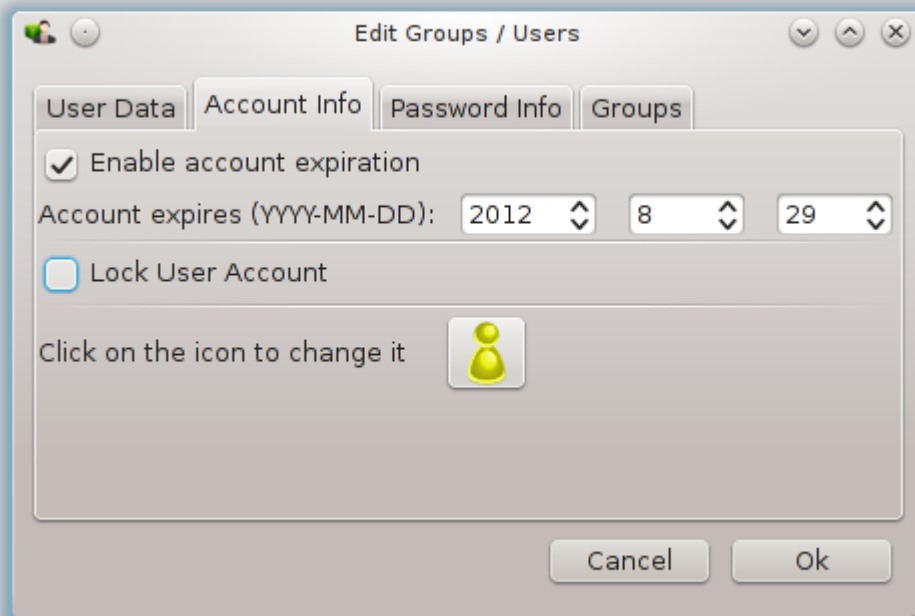 Edit Groups / Users
User Data Account Info Password Info Groups
Enable account expiration
Account expires (YYYY-MM-DD): 2012 8 29
Lock User Account
Click on the icon to change it
Cancel Ok